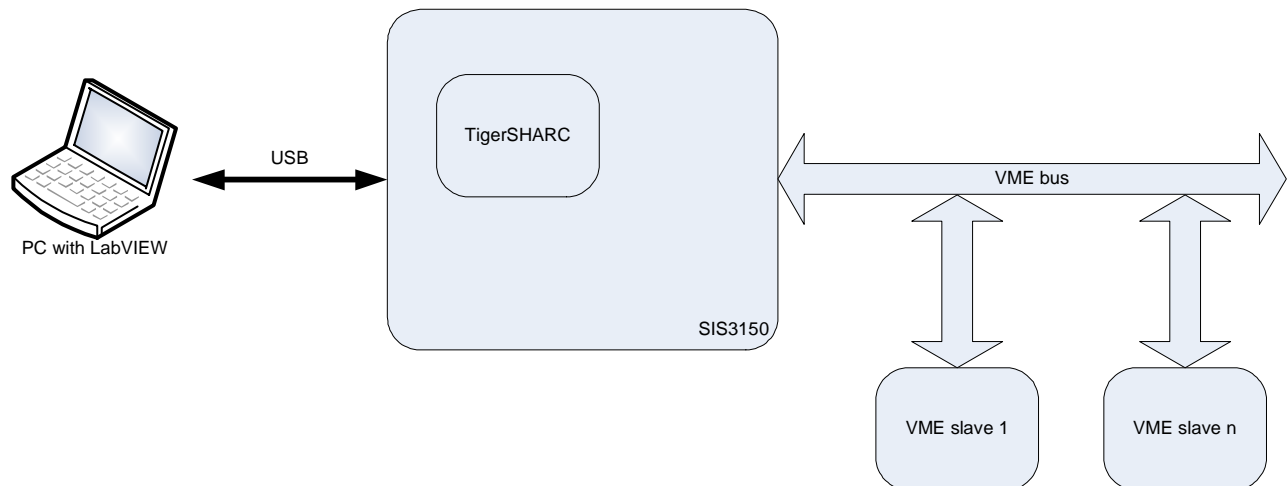 TigerSHARC
USB
VME bus
PC with LabVIEW
SIS3150
VME slave 1
VME slave n